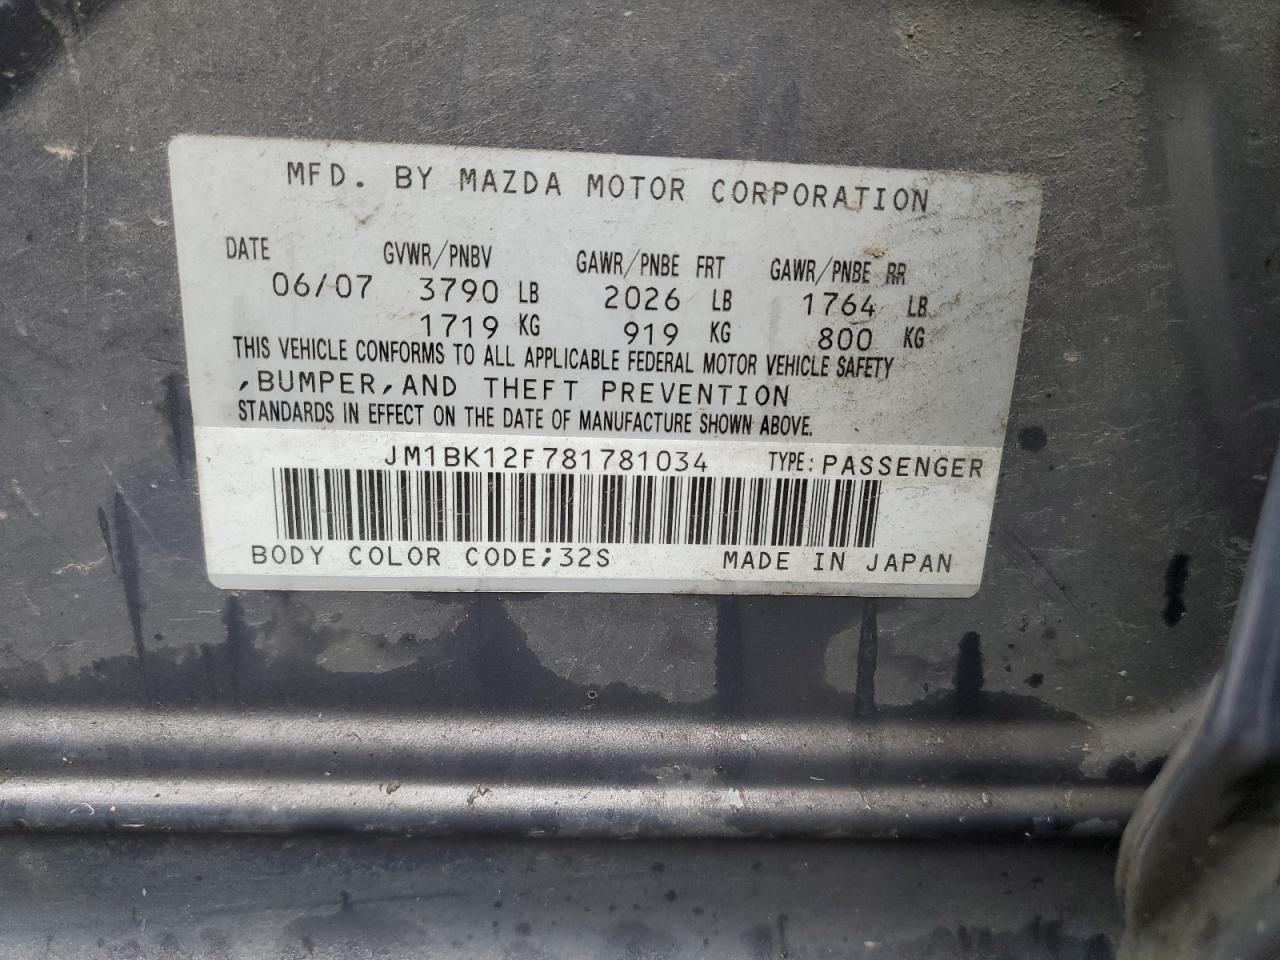 MFD. BY MAZDA MOTOR CORPORATION
DATE GVWR/PNBV GAWR/PNBE FRT GAWR/PNBE RR
06/07 3790 LB 2026 LB 1764 LB
1719 KG 919 KG 800 KG
THIS VEHICLE CONFORMS TO ALL APPLICABLE FEDERAL MOTOR VEHICLE SAFETY
,BUMPER,AND THEFT PREVENTION
STANDARDS IN EFFECT ON THE DATE OF MANUFACTURE SHOWN ABOVE.
JM1BK12F781781034 TYPE: PASSENGER
BODY COLOR CODE;32S MADE IN JAPAN